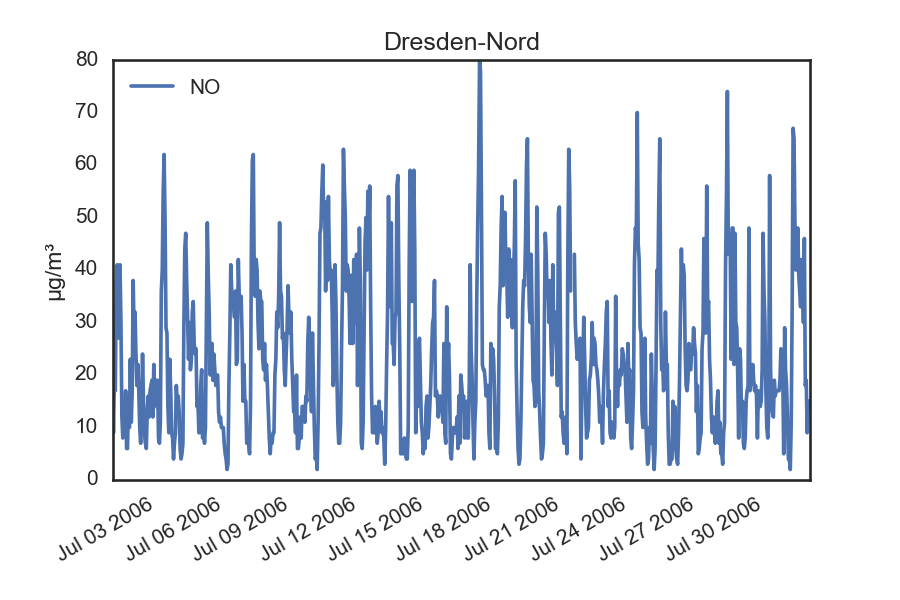 Dresden-Nord
NO
µg/m³
80
70
60
50
40
30
20
10
0
Jul 03 2006
Jul 06 2006
Jul 09 2006
Jul 12 2006
Jul 15 2006
Jul 18 2006
Jul 21 2006
Jul 24 2006
Jul 27 2006
Jul 30 2006